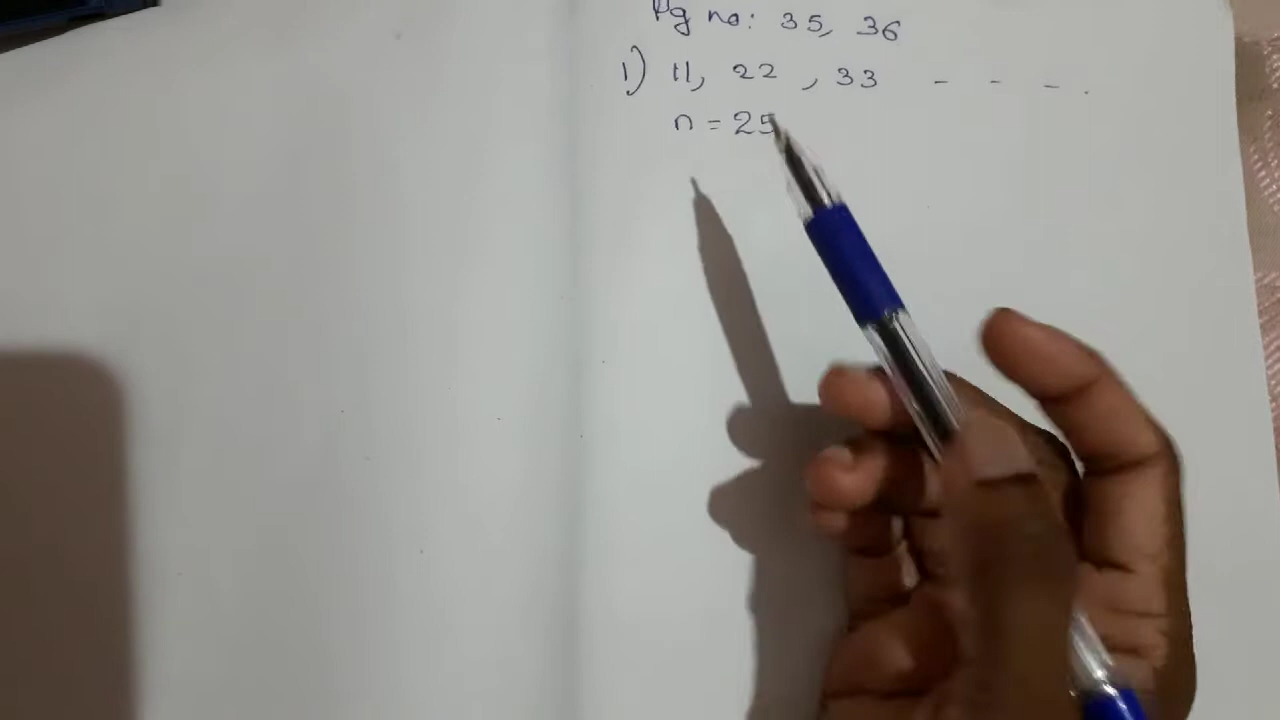 Pg no: 35, 36
1) 11, 22, 33 - - - .
n = 25